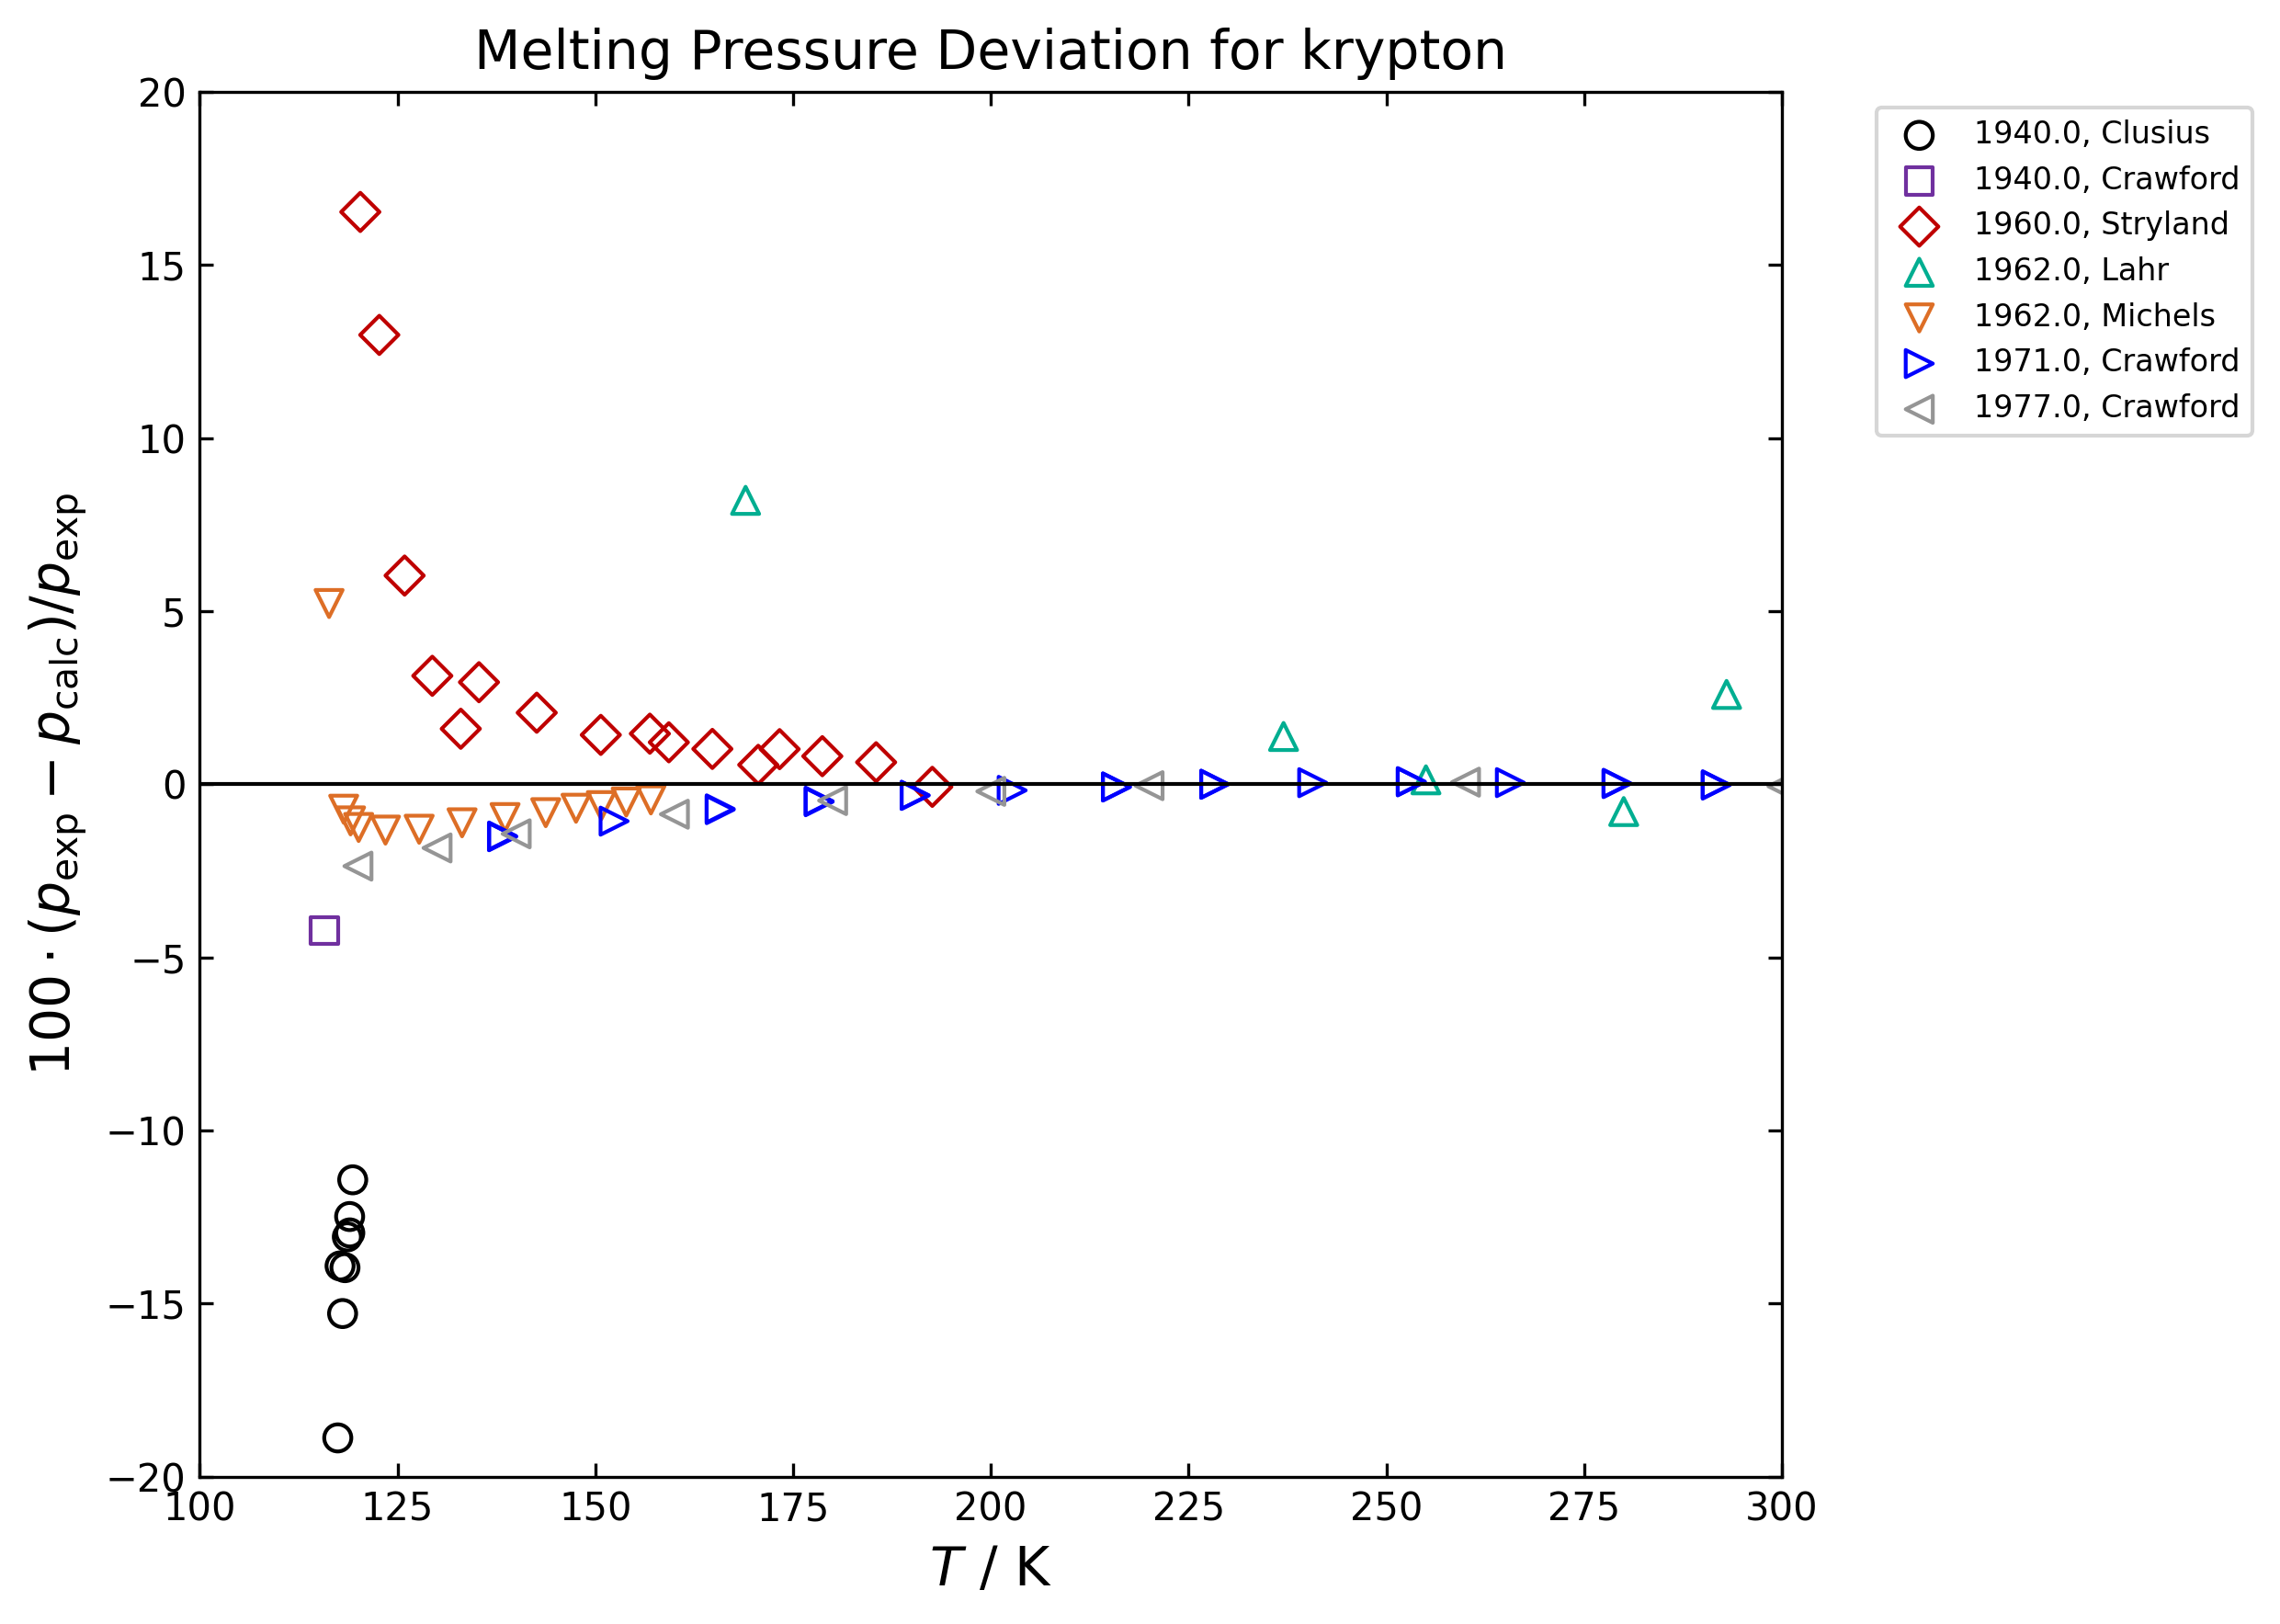 Melting Pressure Deviation for krypton
100 · (pexp − pcalc)/pexp
20
15
10
5
0
−5
−10
−15
−20
100 125 150 175 200 225 250 275 300
T / K
1940.0, Clusius
1940.0, Crawford
1960.0, Stryland
1962.0, Lahr
1962.0, Michels
1971.0, Crawford
1977.0, Crawford